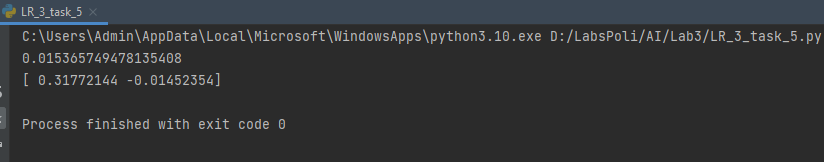 LR_3_task_5
C:\Users\Admin\AppData\Local\Microsoft\WindowsApps\python3.10.exe D:/LabsPoli/AI/Lab3/LR_3_task_5.py
0.015365749478135408
[ 0.31772144 -0.01452354]
Process finished with exit code 0